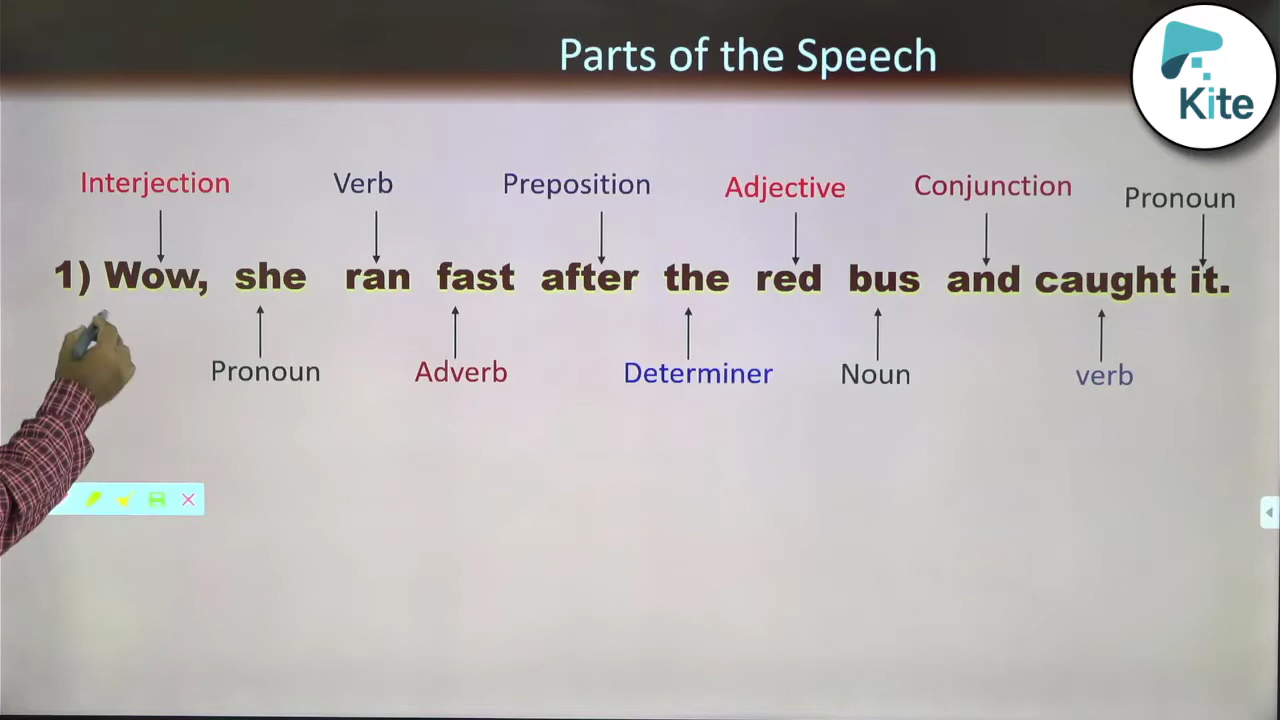 Parts of the Speech
Kite
Interjection Verb Preposition Adjective Conjunction Pronoun
1) Wow, she ran fast after the red bus and caught it.
Pronoun Adverb Determiner Noun verb